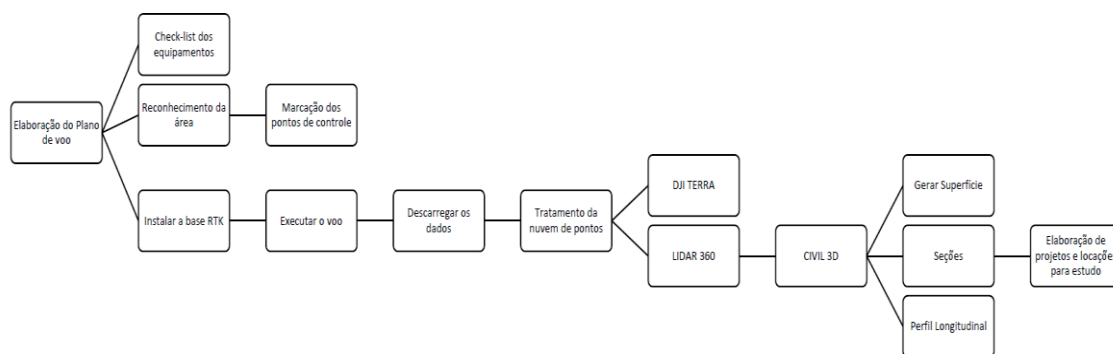 Check-list dos
equipamentos
Elaboração do Plano
de voo
Reconhecimento da
área
Marcação dos
pontos de controle
Instalar a base RTK
Executar o voo
Descarregar os
dados
Tratamento da
nuvem de pontos
DJI TERRA
LIDAR 360
CIVIL 3D
Gerar Superfície
Seções
Perfil Longitudinal
Elaboração de
projetos e locações
para estudo